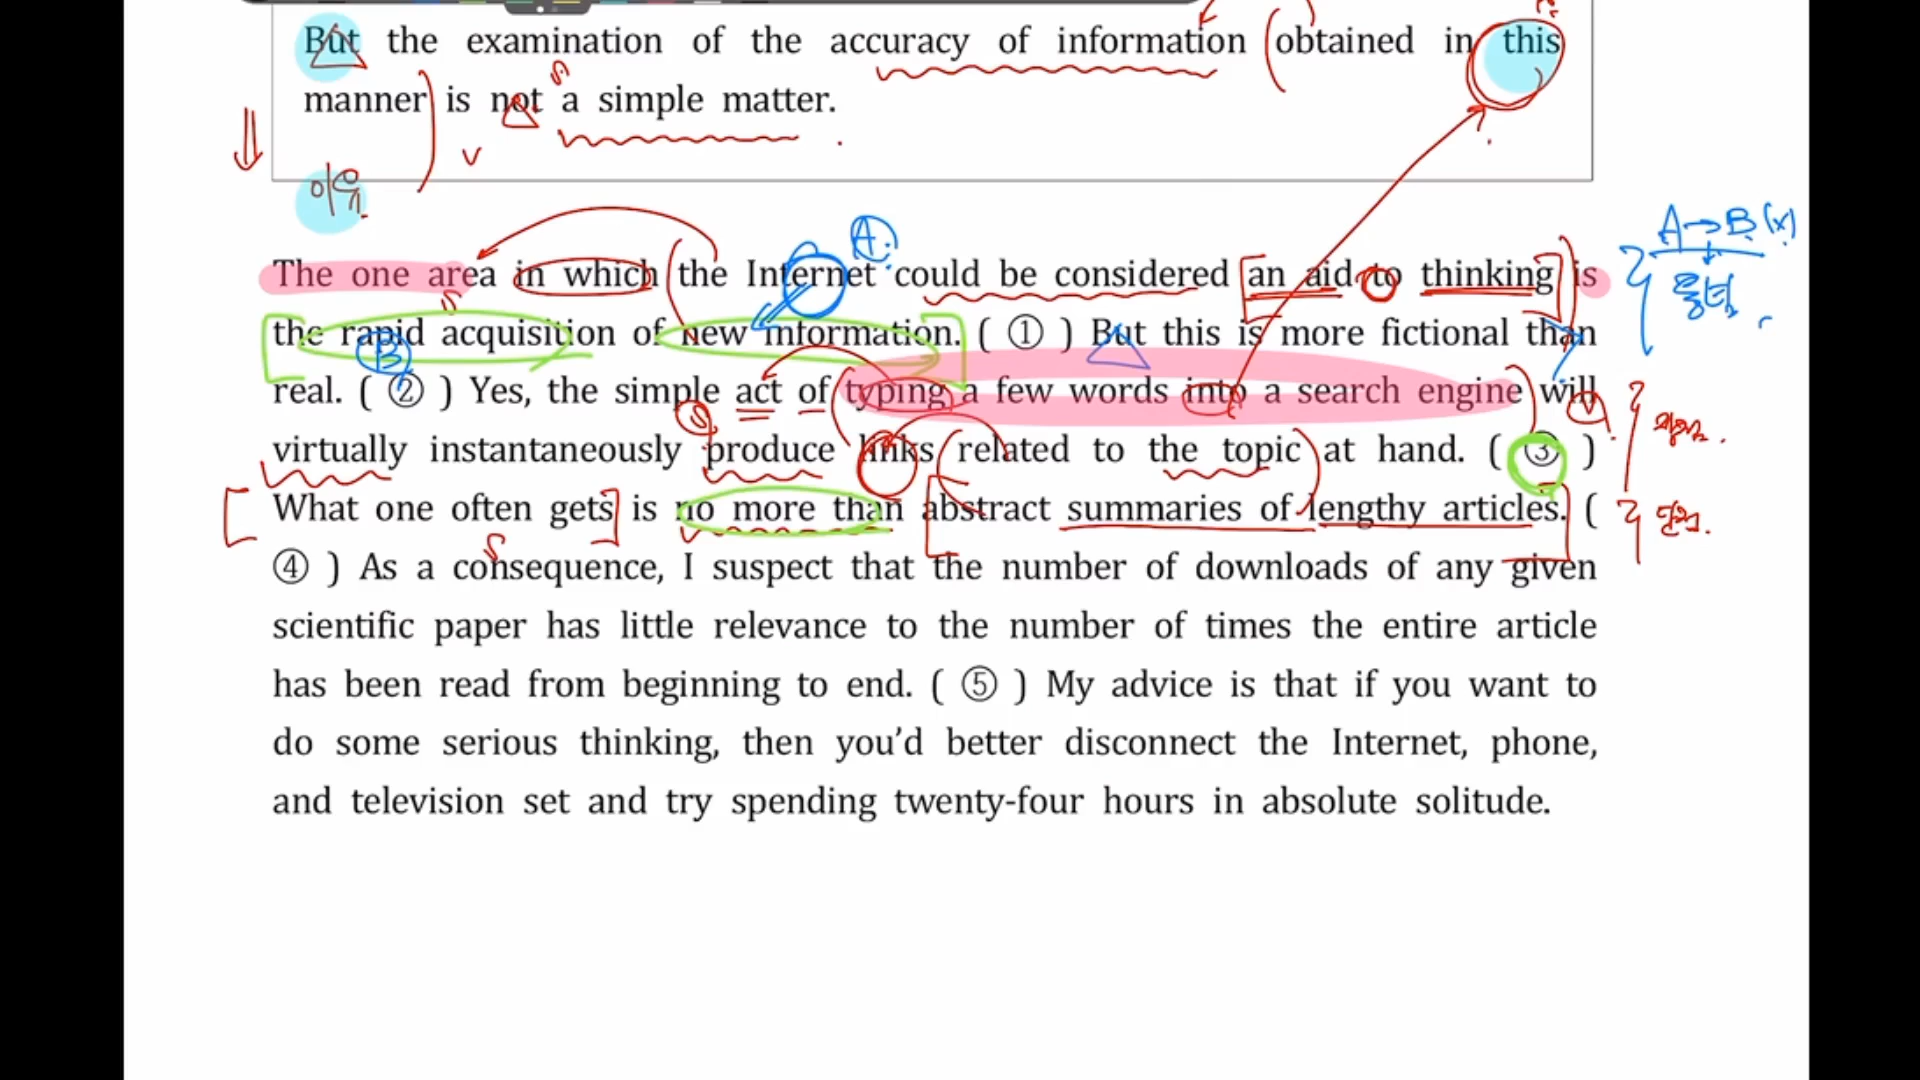 But the examination of the accuracy of information obtained in this
manner is not a simple matter.
The one area in which the Internet could be considered an aid to thinking is
the rapid acquisition of new information. ( ① ) But this is more fictional than
real. ( ② ) Yes, the simple act of typing a few words into a search engine will
virtually instantaneously produce links related to the topic at hand. ( ③ )
What one often gets is no more than abstract summaries of lengthy articles. (
④ ) As a consequence, I suspect that the number of downloads of any given
scientific paper has little relevance to the number of times the entire article
has been read from beginning to end. ( ⑤ ) My advice is that if you want to
do some serious thinking, then you’d better disconnect the Internet, phone,
and television set and try spending twenty-four hours in absolute solitude.
A → B (x)
A
B
S
V